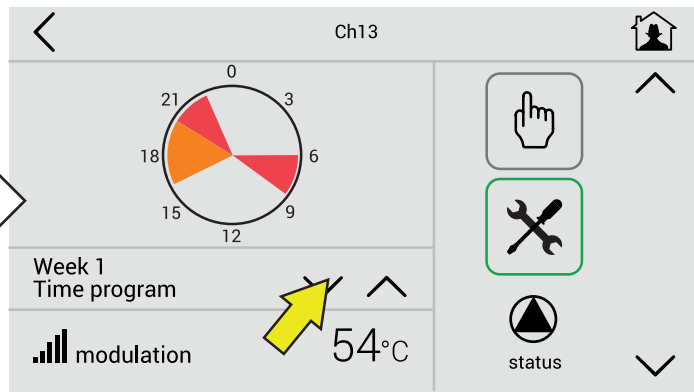 Ch13
0
21
3
18
6
15
9
12
Week 1
Time program
modulation
54°C
status